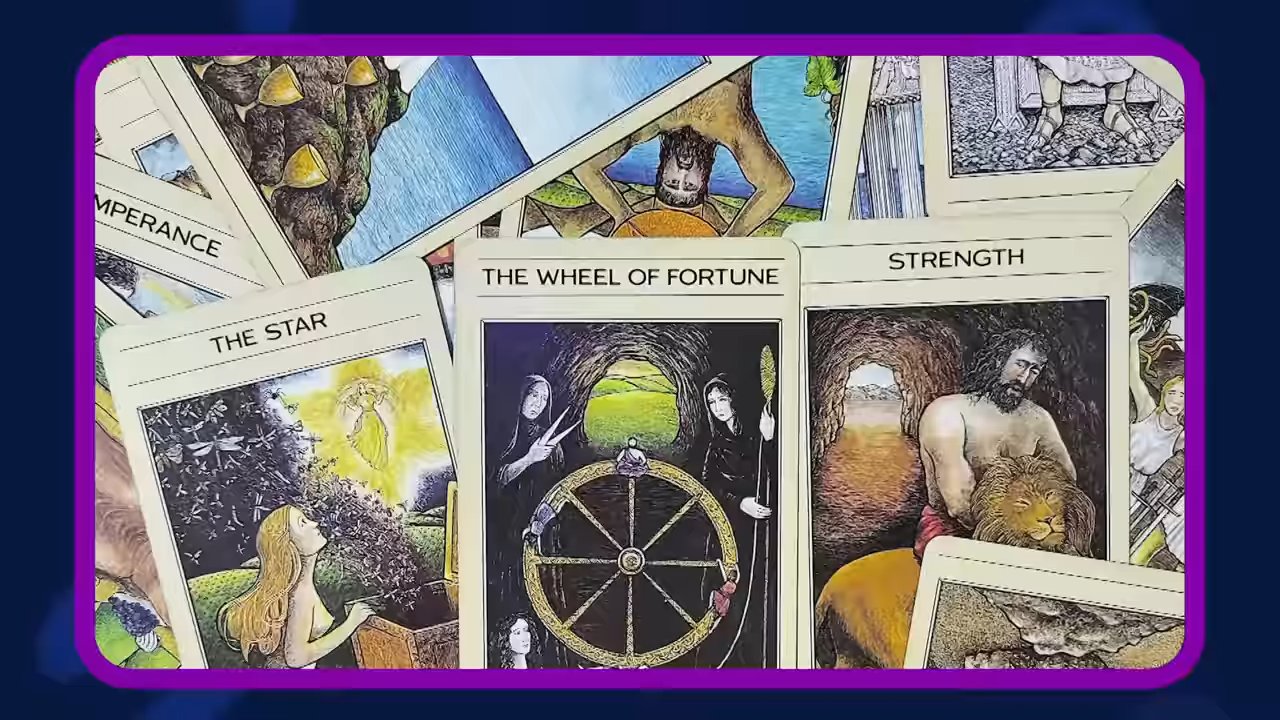 MPERANCE
THE STAR
THE WHEEL OF FORTUNE
STRENGTH